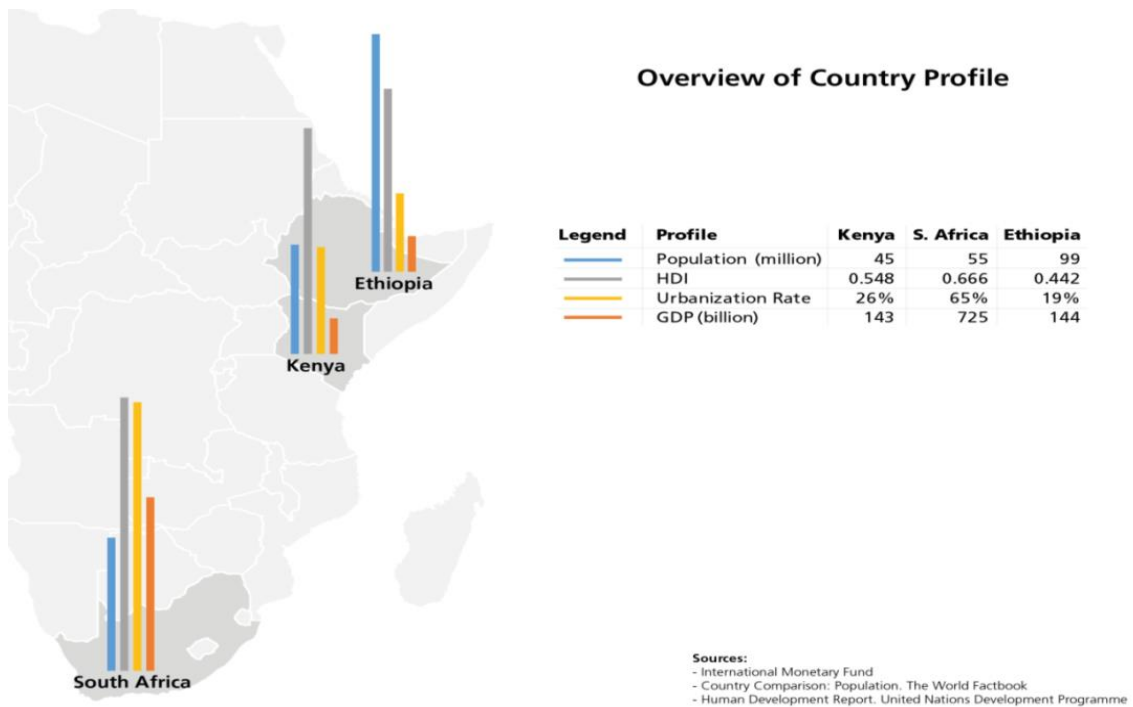 Overview of Country Profile
Legend Profile Kenya S. Africa Ethiopia
Population (million) 45 55 99
HDI 0.548 0.666 0.442
Urbanization Rate 26% 65% 19%
GDP (billion) 143 725 144
Ethiopia
Kenya
South Africa
Sources:
- International Monetary Fund
- Country Comparison: Population. The World Factbook
- Human Development Report. United Nations Development Programme